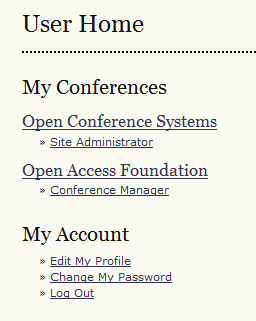 User Home
My Conferences
Open Conference Systems
» Site Administrator
Open Access Foundation
» Conference Manager
My Account
» Edit My Profile
» Change My Password
» Log Out